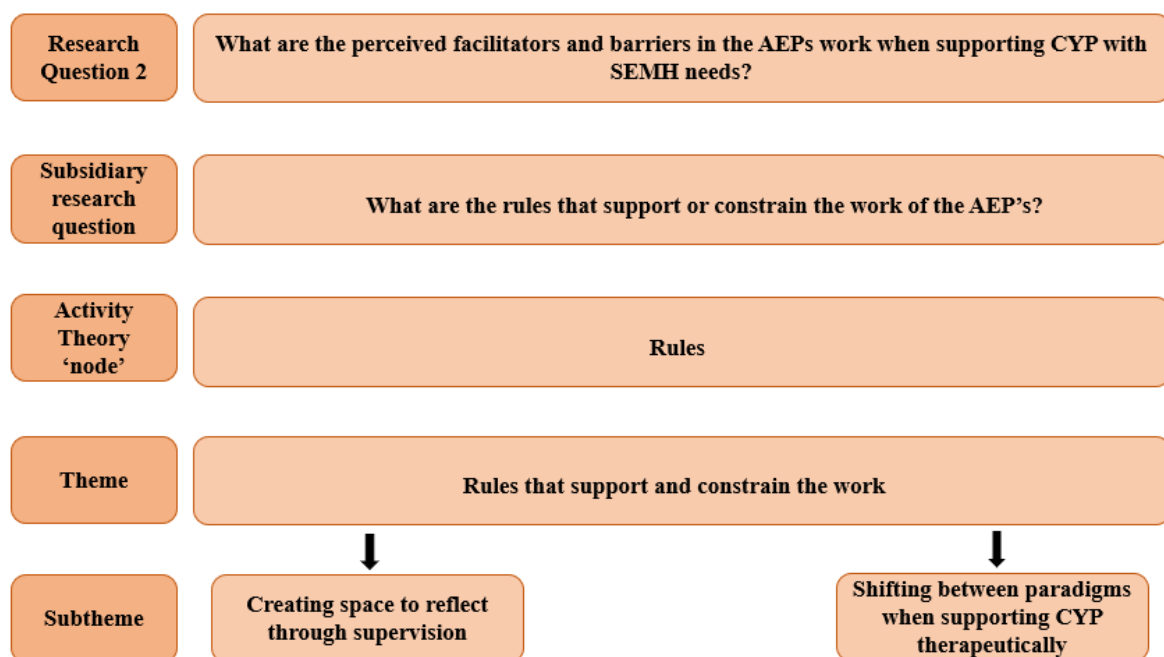 Research
Question 2
What are the perceived facilitators and barriers in the AEPs work when supporting CYP with
SEMH needs?
Subsidiary
research
question
What are the rules that support or constrain the work of the AEP's?
Activity
Theory
‘node’
Rules
Theme
Rules that support and constrain the work
Subtheme
Creating space to reflect
through supervision
Shifting between paradigms
when supporting CYP
therapeutically